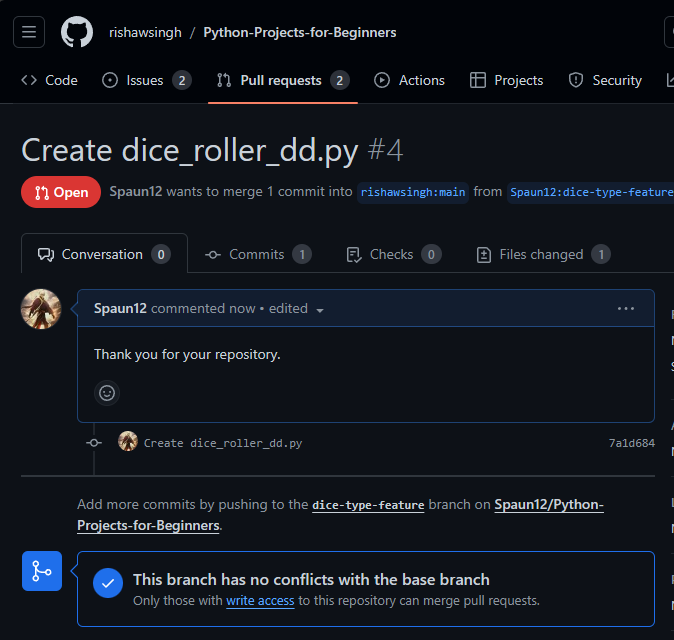 rishawsingh / Python-Projects-for-Beginners
Code Issues 2 Pull requests 2 Actions Projects Security
Create dice_roller_dd.py #4
Open Spaun12 wants to merge 1 commit into rishawsingh:main from Spaun12:dice-type-feature
Conversation 0 Commits 1 Checks 0 Files changed 1
Spaun12 commented now • edited
Thank you for your repository.
Create dice_roller_dd.py 7a1d684
Add more commits by pushing to the dice-type-feature branch on Spaun12/Python-
Projects-for-Beginners.
This branch has no conflicts with the base branch
Only those with write access to this repository can merge pull requests.